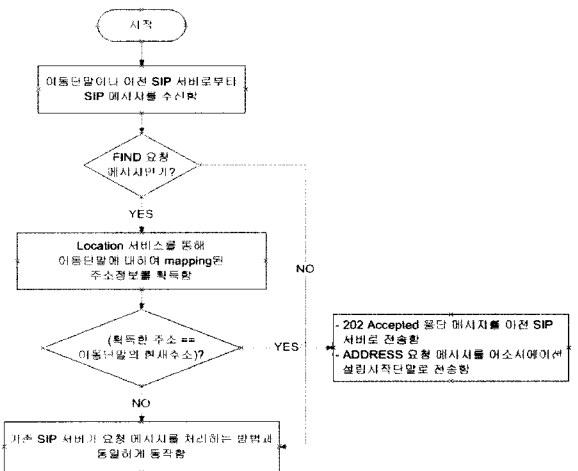 시작
이동단말이나 이전 SIP 서버로부터
SIP 메시지를 수신함
FIND 요청
메시지인가?
YES
Location 서비스를 통해
이동단말에 대하여 mapping된
주소정보를 획득함
NO
(획득한 주소 ==
이동단말의 현재주소)?
YES
- 202 Accepted 응답 메시지를 이전 SIP
서버로 전송함
- ADDRESS 요청 메시지를 어소시에이션
설립시작단말로 전송함
NO
기존 SIP 서버가 요청 메시지를 처리하는 방법과
동일하게 동작함